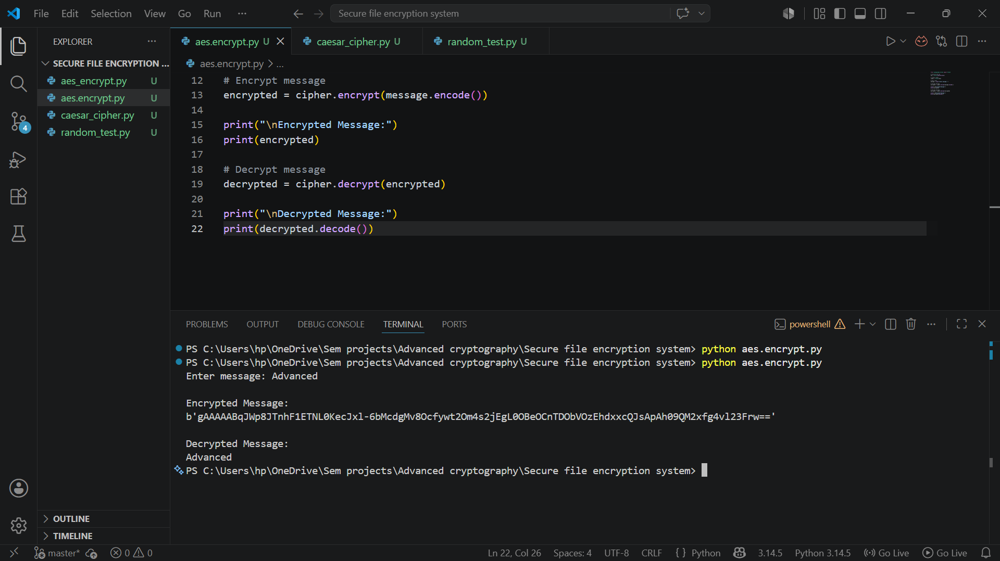 File Edit Selection View Go Run ···
Secure file encryption system
EXPLORER
SECURE FILE ENCRYPTION ...
aes_encrypt.py U
aes.encrypt.py U
caesar_cipher.py U
random_test.py U
4
OUTLINE
TIMELINE
aes.encrypt.py U
caesar_cipher.py U
random_test.py U
aes.encrypt.py > ...
12 # Encrypt message
13 encrypted = cipher.encrypt(message.encode())
14
15 print("\nEncrypted Message:")
16 print(encrypted)
17
18 # Decrypt message
19 decrypted = cipher.decrypt(encrypted)
20
21 print("\nDecrypted Message:")
22 print(decrypted.decode())
PROBLEMS OUTPUT DEBUG CONSOLE TERMINAL PORTS
powershell
PS C:\Users\hp\OneDrive\Sem projects\Advanced cryptography\Secure file encryption system> python aes.encrypt.py
PS C:\Users\hp\OneDrive\Sem projects\Advanced cryptography\Secure file encryption system> python aes.encrypt.py
Enter message: Advanced
Encrypted Message:
b'gAAAAABqJWp8JTnhF1ETNL0KecJxl-6bMcdgMv8Ocfywt2Om4s2jEgL0OBeOCnTDObVOzEhdxxcQJsApAh09QM2xfg4vl23Frw=='
Decrypted Message:
Advanced
PS C:\Users\hp\OneDrive\Sem projects\Advanced cryptography\Secure file encryption system>
master* 0 0 Ln 22, Col 26 Spaces: 4 UTF-8 CRLF { } Python 3.14.5 Python 3.14.5 Go Live Go Live